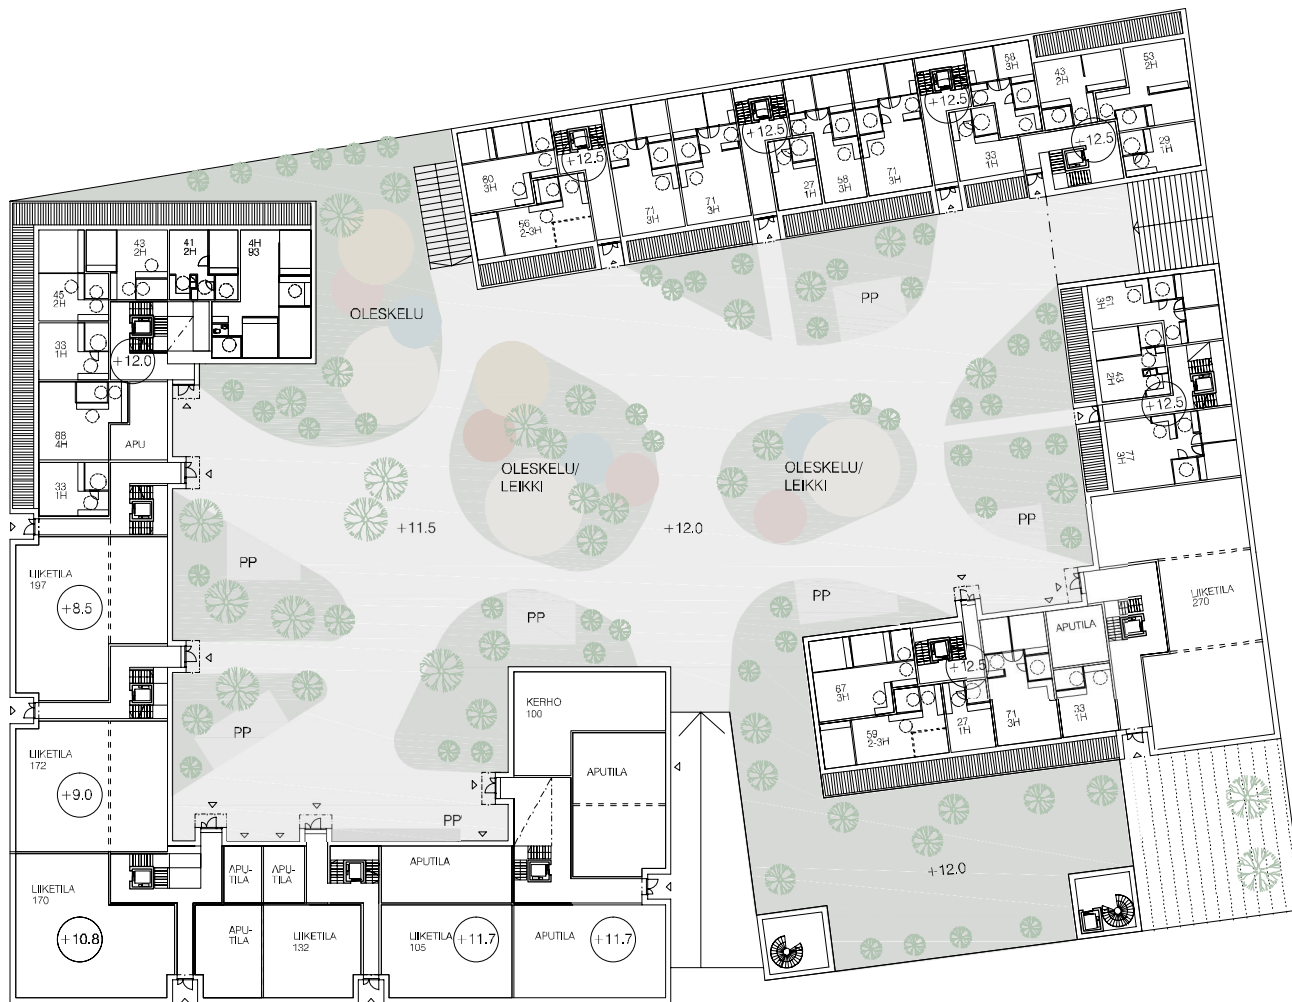 58
3H
43
2H
53
2H
+12.5
+12.5
+12.5
+12.5
60
3H
56
2-3H
71
3H
71
3H
27
1H
58
3H
71
3H
33
1H
29
1H
43
2H
41
2H
4H
93
45
2H
33
1H
+12.0
88
4H
APU
33
1H
OLESKELU
PP
61
3H
43
2H
+12.5
77
3H
OLESKELU/
LEIKKI
OLESKELU/
LEIKKI
+11.5
+12.0
PP
PP
PP
PP
PP
PP
LIIKETILA
197
+8.5
LIIKETILA
270
APUTILA
+12.5
67
3H
59
2-3H
27
1H
71
3H
33
1H
KERHO
100
APUTILA
LIIKETILA
172
+9.0
APUTILA
APU-
TILA
APU-
TILA
LIIKETILA
170
+10.8
APU-
TILA
LIIKETILA
132
LIIKETILA
105
+11.7
APUTILA
+11.7
+12.0